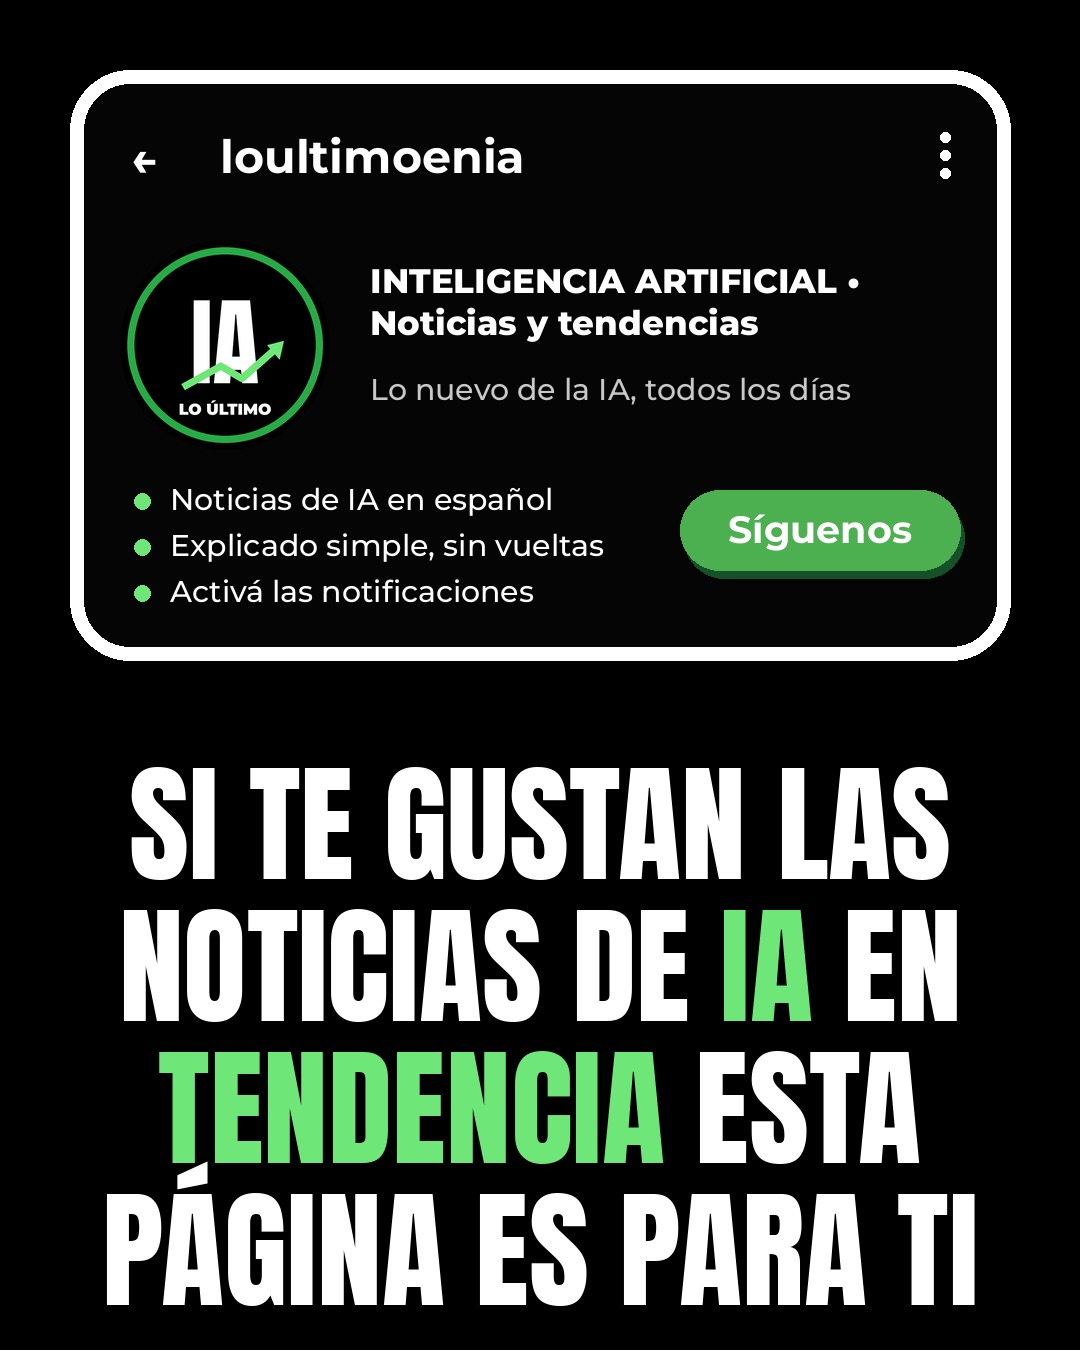 ← loultimoenia
INTELIGENCIA ARTIFICIAL •
Noticias y tendencias
Lo nuevo de la IA, todos los días
IA
LO ÚLTIMO
Noticias de IA en español
Explicado simple, sin vueltas
Activá las notificaciones
Síguenos
SI TE GUSTAN LAS
NOTICIAS DE IA EN
TENDENCIA ESTA
PÁGINA ES PARA TI